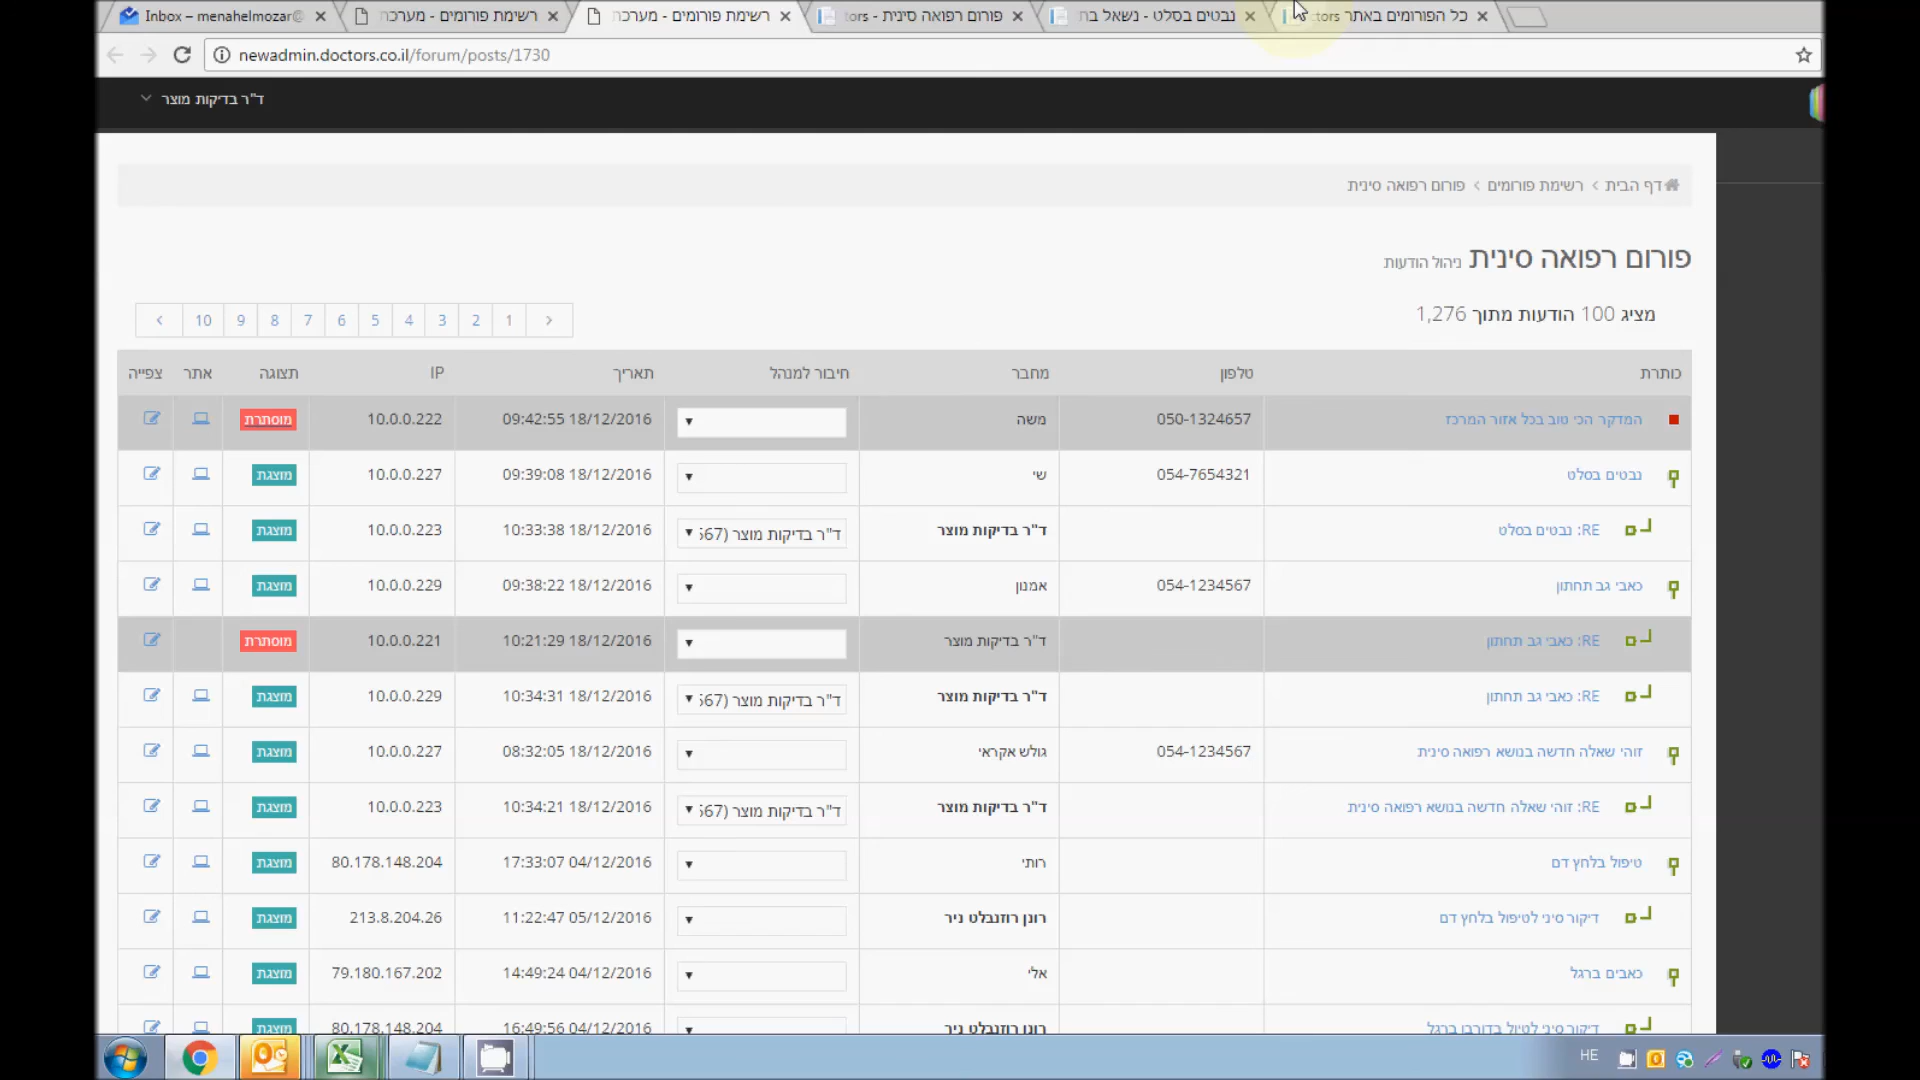 Inbox – menahelmozar@
רשימת פורומים - מערכת
רשימת פורומים - מערכת
פורום רפואה סינית - tors
נבטים בסלט - נשאל בת
כל הפורומים באתר tors
newadmin.doctors.co.il/forum/posts/1730
ד"ר בדיקות מוצר
דף הבית > רשימת פורומים > פורום רפואה סינית
פורום רפואה סינית ניהול הודעות
מציג 100 הודעות מתוך 1,276
1 2 3 4 5 6 7 8 9 10
כותרת טלפון מחבר חיבור למנהל תאריך IP תצוגה אתר צפייה
המדקר הכי טוב בכל אזור המרכז 050-1324657 משה 09:42:55 18/12/2016 10.0.0.222 מוסתרת
נבטים בסלט 054-7654321 שי 09:39:08 18/12/2016 10.0.0.227 מוצגת
RE: נבטים בסלט ד"ר בדיקות מוצר ד"ר בדיקות מוצר (567 10:33:38 18/12/2016 10.0.0.223 מוצגת
כאבי גב תחתון 054-1234567 אמנון 09:38:22 18/12/2016 10.0.0.229 מוצגת
RE: כאבי גב תחתון ד"ר בדיקות מוצר 10:21:29 18/12/2016 10.0.0.221 מוסתרת
RE: כאבי גב תחתון ד"ר בדיקות מוצר ד"ר בדיקות מוצר (567 10:34:31 18/12/2016 10.0.0.229 מוצגת
זוהי שאלה חדשה בנושא רפואה סינית 054-1234567 גולש אקראי 08:32:05 18/12/2016 10.0.0.227 מוצגת
RE: זוהי שאלה חדשה בנושא רפואה סינית ד"ר בדיקות מוצר ד"ר בדיקות מוצר (567 10:34:21 18/12/2016 10.0.0.223 מוצגת
טיפול בלחץ דם רותי 17:33:07 04/12/2016 80.178.148.204 מוצגת
דיקור סיני לטיפול בלחץ דם רונן רוזנבלט ניר 11:22:47 05/12/2016 213.8.204.26 מוצגת
כאבים ברגל אלי 14:49:24 04/12/2016 79.180.167.202 מוצגת
דיקור סיני לטיפול בדורבן ברגל רונן רוזנבלט ניר 16:49:56 04/12/2016 80.178.148.204 מוצגת
HE